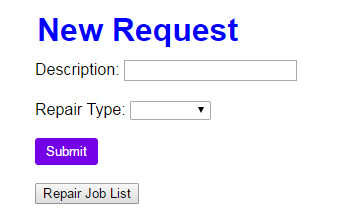 New Request
Description:
Repair Type:
Submit
Repair Job List